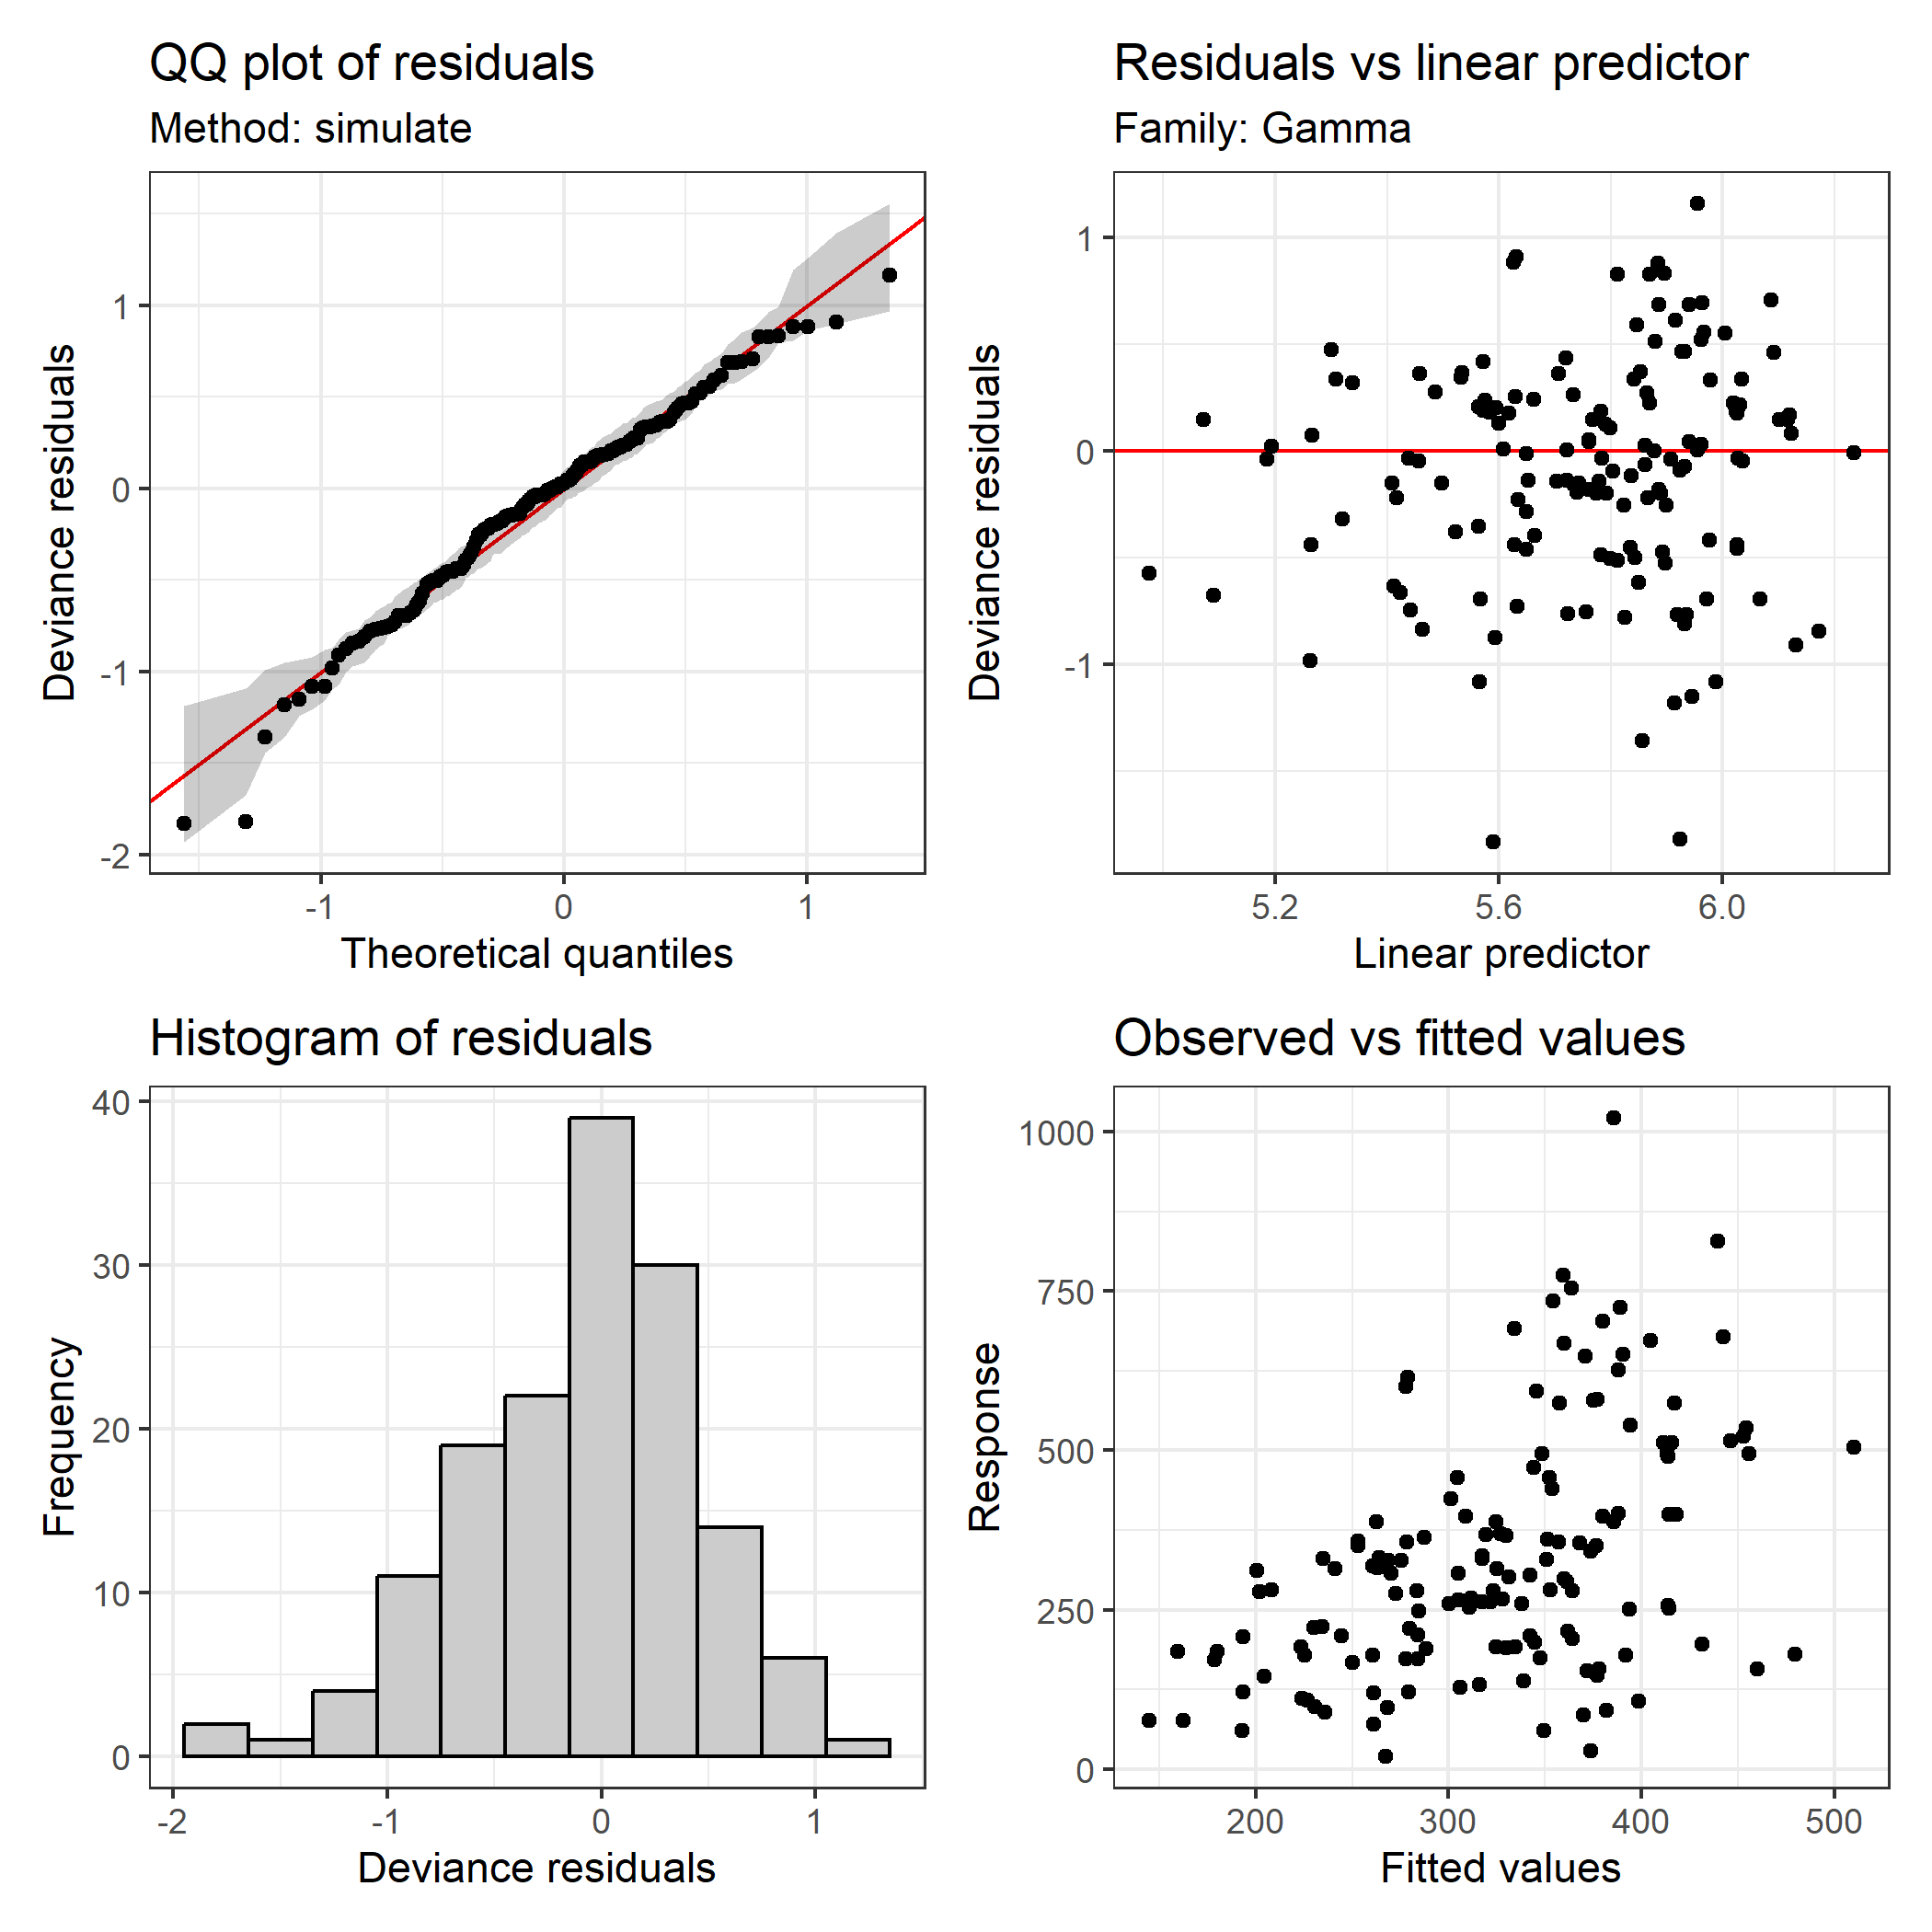 QQ plot of residuals
Method: simulate
Deviance residuals
1
0
-1
-2
-1
0
1
Theoretical quantiles
Residuals vs linear predictor
Family: Gamma
Deviance residuals
1
0
-1
5.2
5.6
6.0
Linear predictor
Histogram of residuals
Frequency
40
30
20
10
0
-2
-1
0
1
Deviance residuals
Observed vs fitted values
Response
1000
750
500
250
0
200
300
400
500
Fitted values